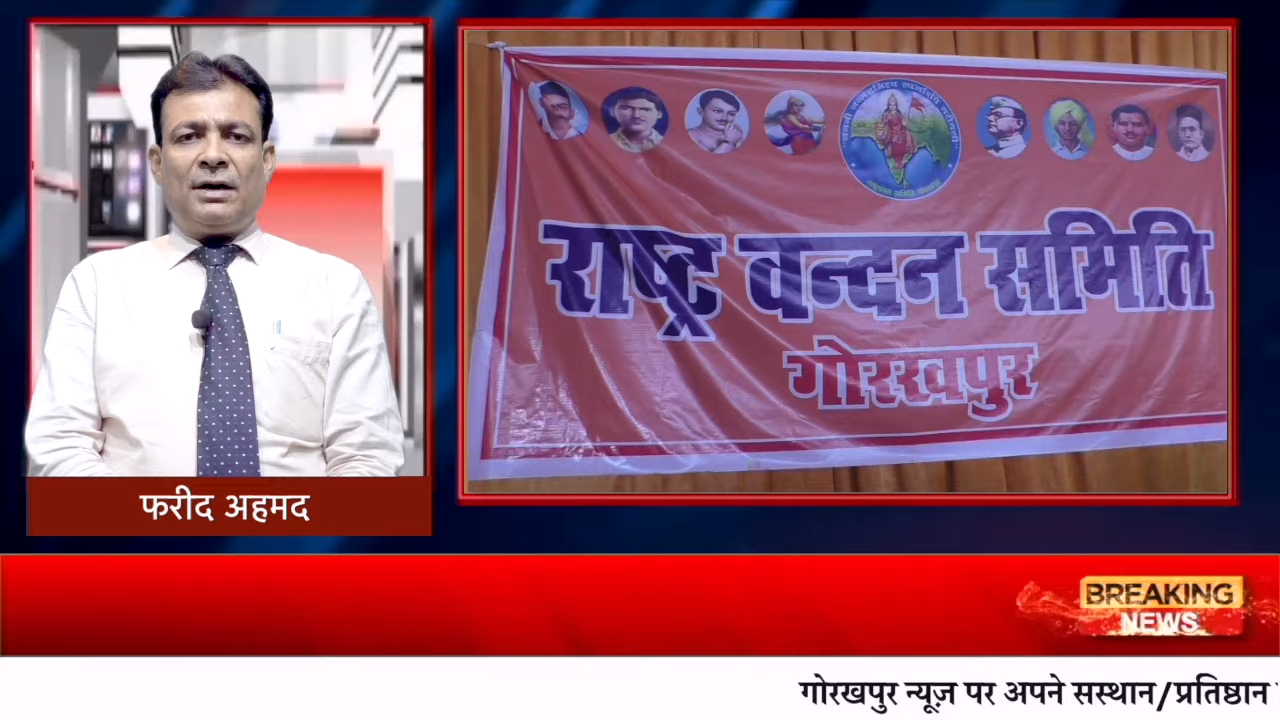 राष्ट्र वन्दन समिति
गोरखपुर
फरीद अहमद
BREAKING
NEWS
गोरखपुर न्यूज़ पर अपने सस्थान/प्रतिष्ठान